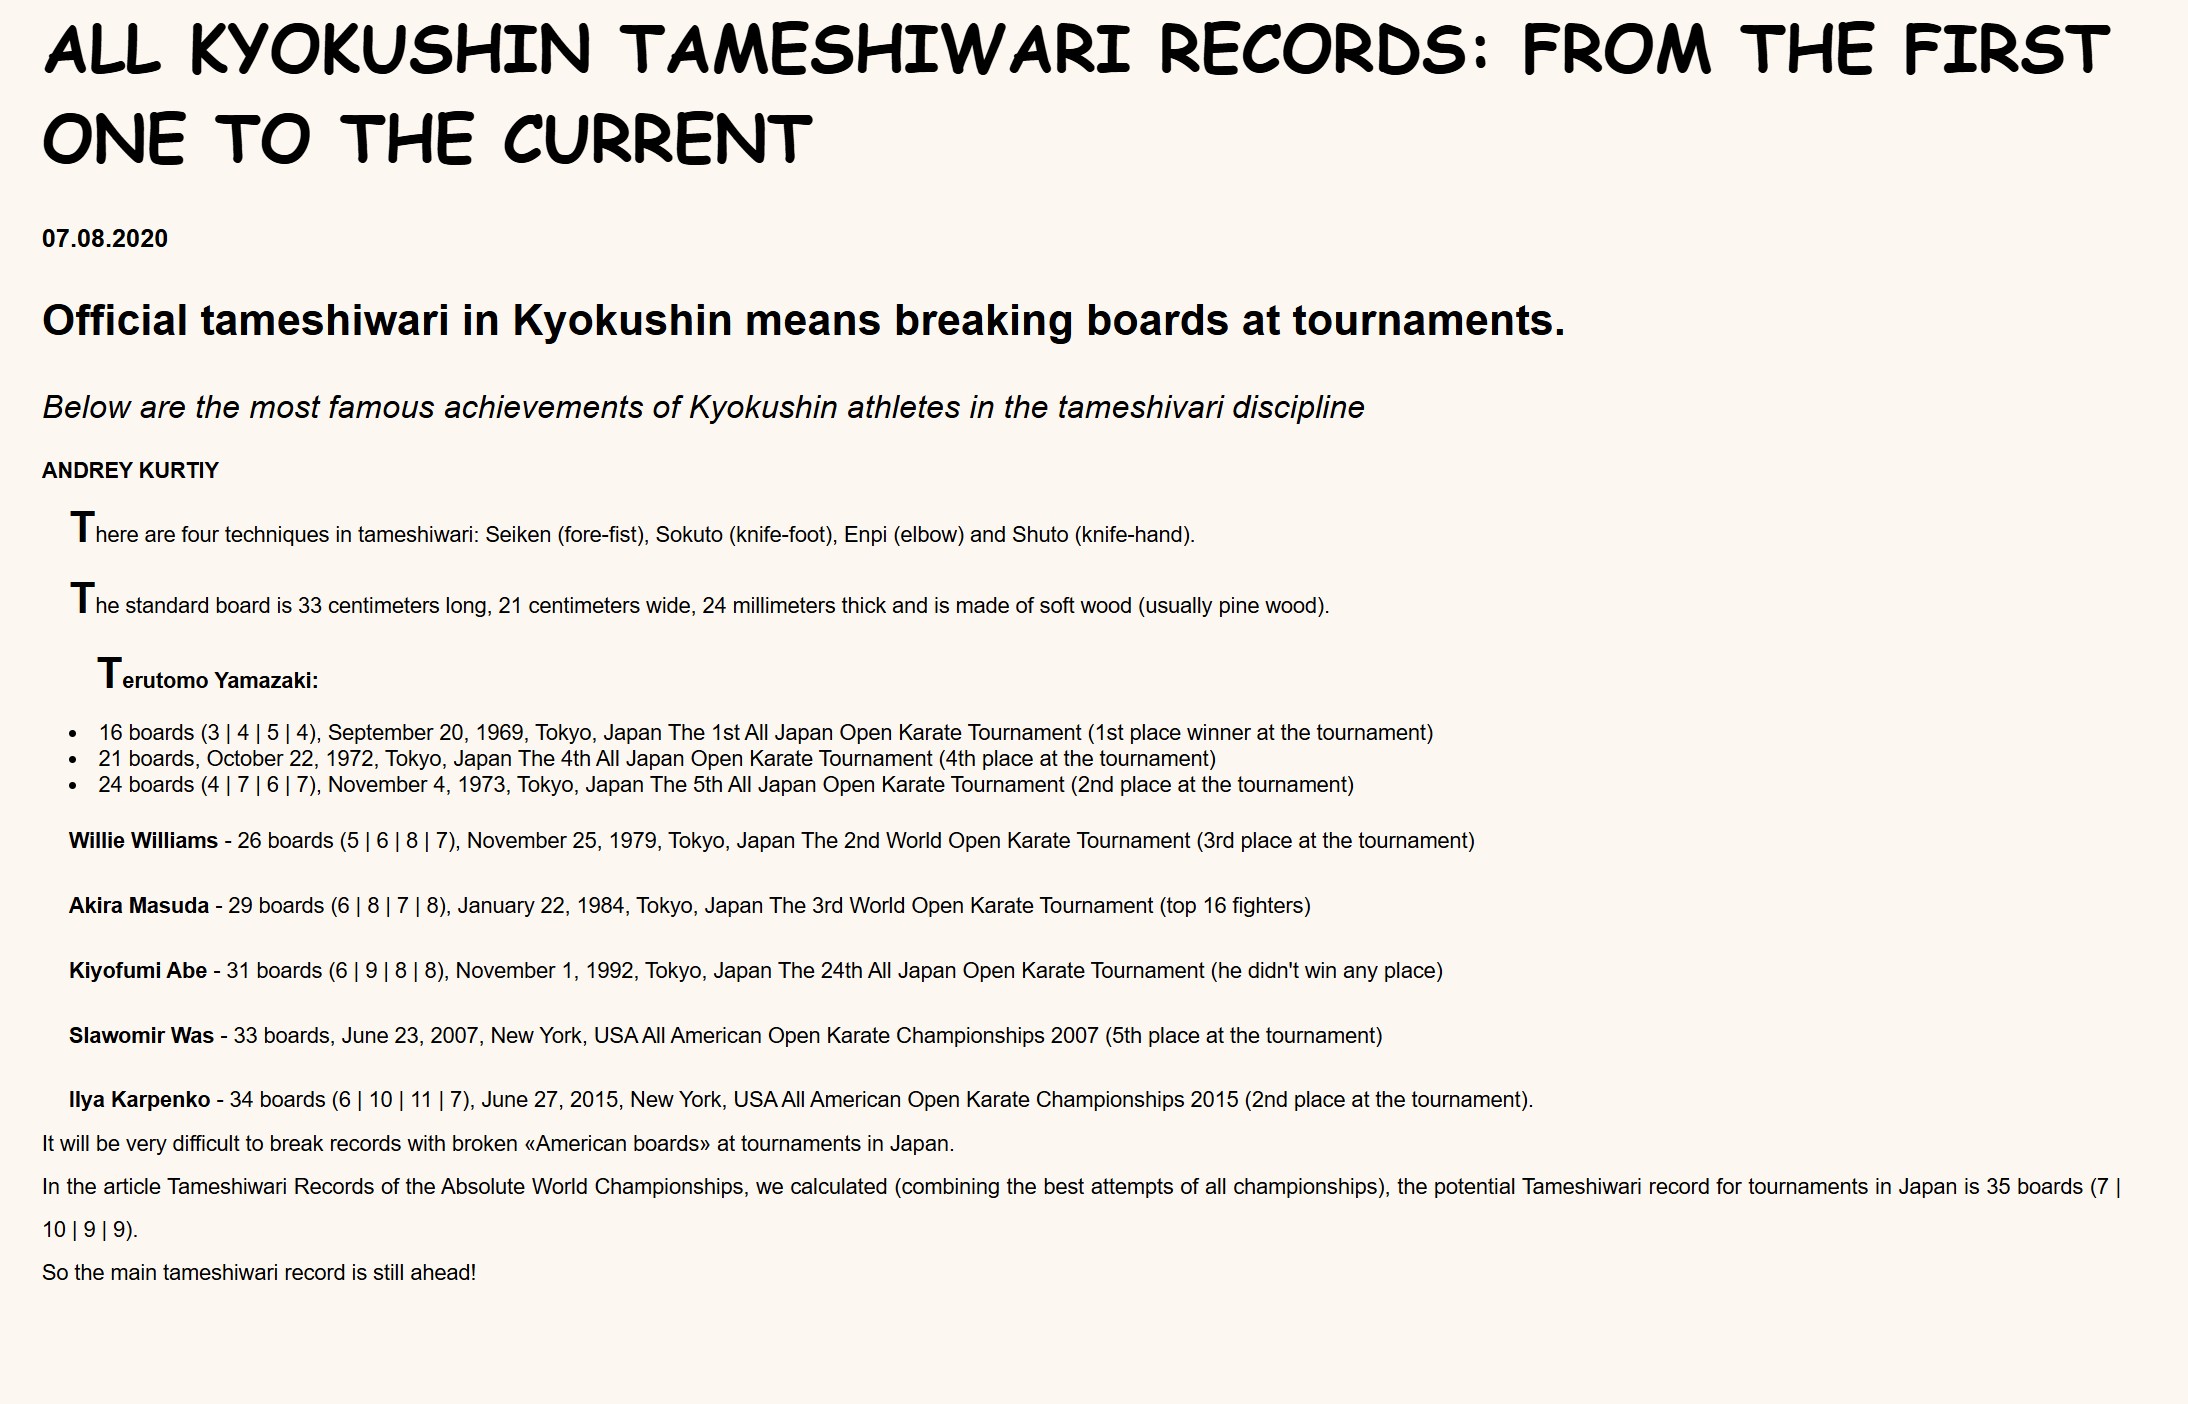 ALL KYOKUSHIN TAMESHIWARI RECORDS: FROM THE FIRST
ONE TO THE CURRENT
07.08.2020
Official tameshiwari in Kyokushin means breaking boards at tournaments.
Below are the most famous achievements of Kyokushin athletes in the tameshivari discipline
ANDREY KURTIY
There are four techniques in tameshiwari: Seiken (fore-fist), Sokuto (knife-foot), Enpi (elbow) and Shuto (knife-hand).
The standard board is 33 centimeters long, 21 centimeters wide, 24 millimeters thick and is made of soft wood (usually pine wood).
Terutomo Yamazaki:
• 16 boards (3 | 4 | 5 | 4), September 20, 1969, Tokyo, Japan The 1st All Japan Open Karate Tournament (1st place winner at the tournament)
• 21 boards, October 22, 1972, Tokyo, Japan The 4th All Japan Open Karate Tournament (4th place at the tournament)
• 24 boards (4 | 7 | 6 | 7), November 4, 1973, Tokyo, Japan The 5th All Japan Open Karate Tournament (2nd place at the tournament)
Willie Williams - 26 boards (5 | 6 | 8 | 7), November 25, 1979, Tokyo, Japan The 2nd World Open Karate Tournament (3rd place at the tournament)
Akira Masuda - 29 boards (6 | 8 | 7 | 8), January 22, 1984, Tokyo, Japan The 3rd World Open Karate Tournament (top 16 fighters)
Kiyofumi Abe - 31 boards (6 | 9 | 8 | 8), November 1, 1992, Tokyo, Japan The 24th All Japan Open Karate Tournament (he didn't win any place)
Slawomir Was - 33 boards, June 23, 2007, New York, USA All American Open Karate Championships 2007 (5th place at the tournament)
Ilya Karpenko - 34 boards (6 | 10 | 11 | 7), June 27, 2015, New York, USA All American Open Karate Championships 2015 (2nd place at the tournament).
It will be very difficult to break records with broken «American boards» at tournaments in Japan.
In the article Tameshiwari Records of the Absolute World Championships, we calculated (combining the best attempts of all championships), the potential Tameshiwari record for tournaments in Japan is 35 boards (7 |
10 | 9 | 9).
So the main tameshiwari record is still ahead!